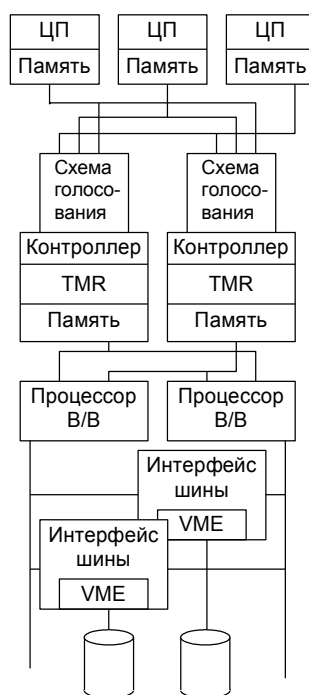 ЦП
ЦП
ЦП
Память
Память
Память
Схема
голосо-
вания
Схема
голосо-
вания
Контроллер
Контроллер
TMR
TMR
Память
Память
Процессор
В/В
Процессор
В/В
Интерфейс
шины
VME
Интерфейс
шины
VME